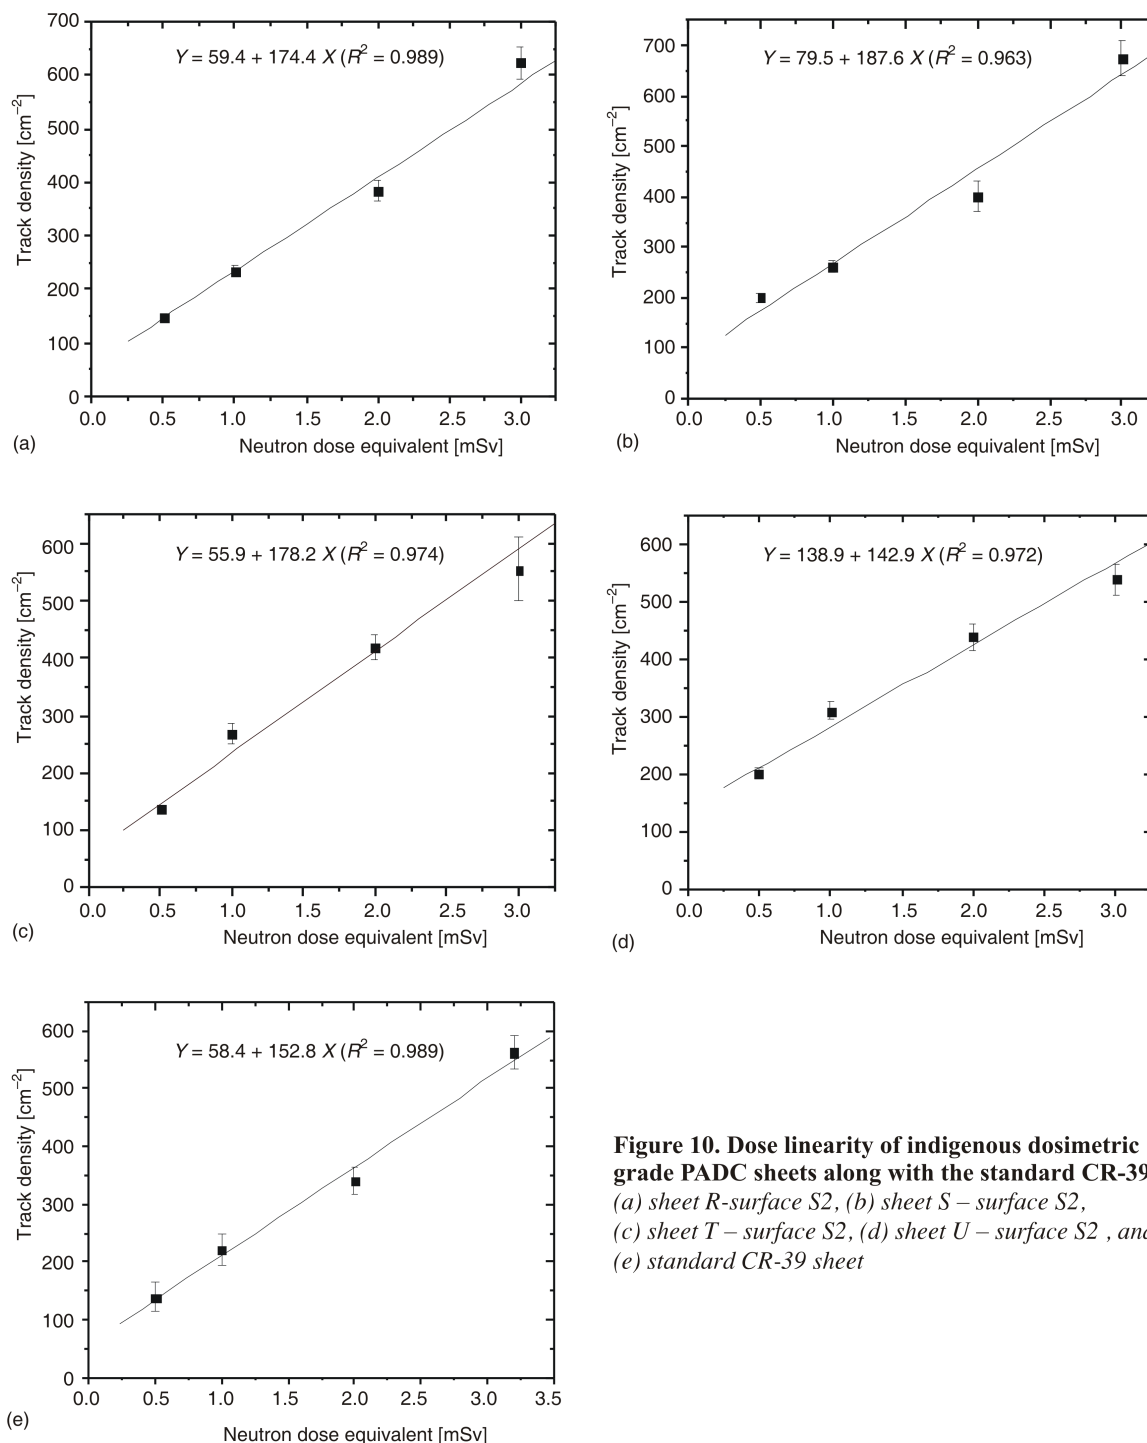 700
600
500
400
300
200
100
0
Track density [cm−2]
Y = 59.4 + 174.4 X (R2 = 0.989)
0.0 0.5 1.0 1.5 2.0 2.5 3.0
Neutron dose equivalent [mSv]
(a)
700
600
500
400
300
200
100
0
Track density [cm−2]
Y = 79.5 + 187.6 X (R2 = 0.963)
0.0 0.5 1.0 1.5 2.0 2.5 3.0
Neutron dose equivalent [mSv]
(b)
600
500
400
300
200
100
0
Track density [cm−2]
Y = 55.9 + 178.2 X (R2 = 0.974)
0.0 0.5 1.0 1.5 2.0 2.5 3.0
Neutron dose equivalent [mSv]
(c)
600
500
400
300
200
100
0
Track density [cm−2]
Y = 138.9 + 142.9 X (R2 = 0.972)
0.0 0.5 1.0 1.5 2.0 2.5 3.0
Neutron dose equivalent [mSv]
(d)
600
500
400
300
200
100
0
Track density [cm−2]
Y = 58.4 + 152.8 X (R2 = 0.989)
0.0 0.5 1.0 1.5 2.0 2.5 3.0 3.5
Neutron dose equivalent [mSv]
(e)
Figure 10. Dose linearity of indigenous dosimetric
grade PADC sheets along with the standard CR-39
(a) sheet R-surface S2, (b) sheet S – surface S2,
(c) sheet T – surface S2, (d) sheet U – surface S2 , and
(e) standard CR-39 sheet